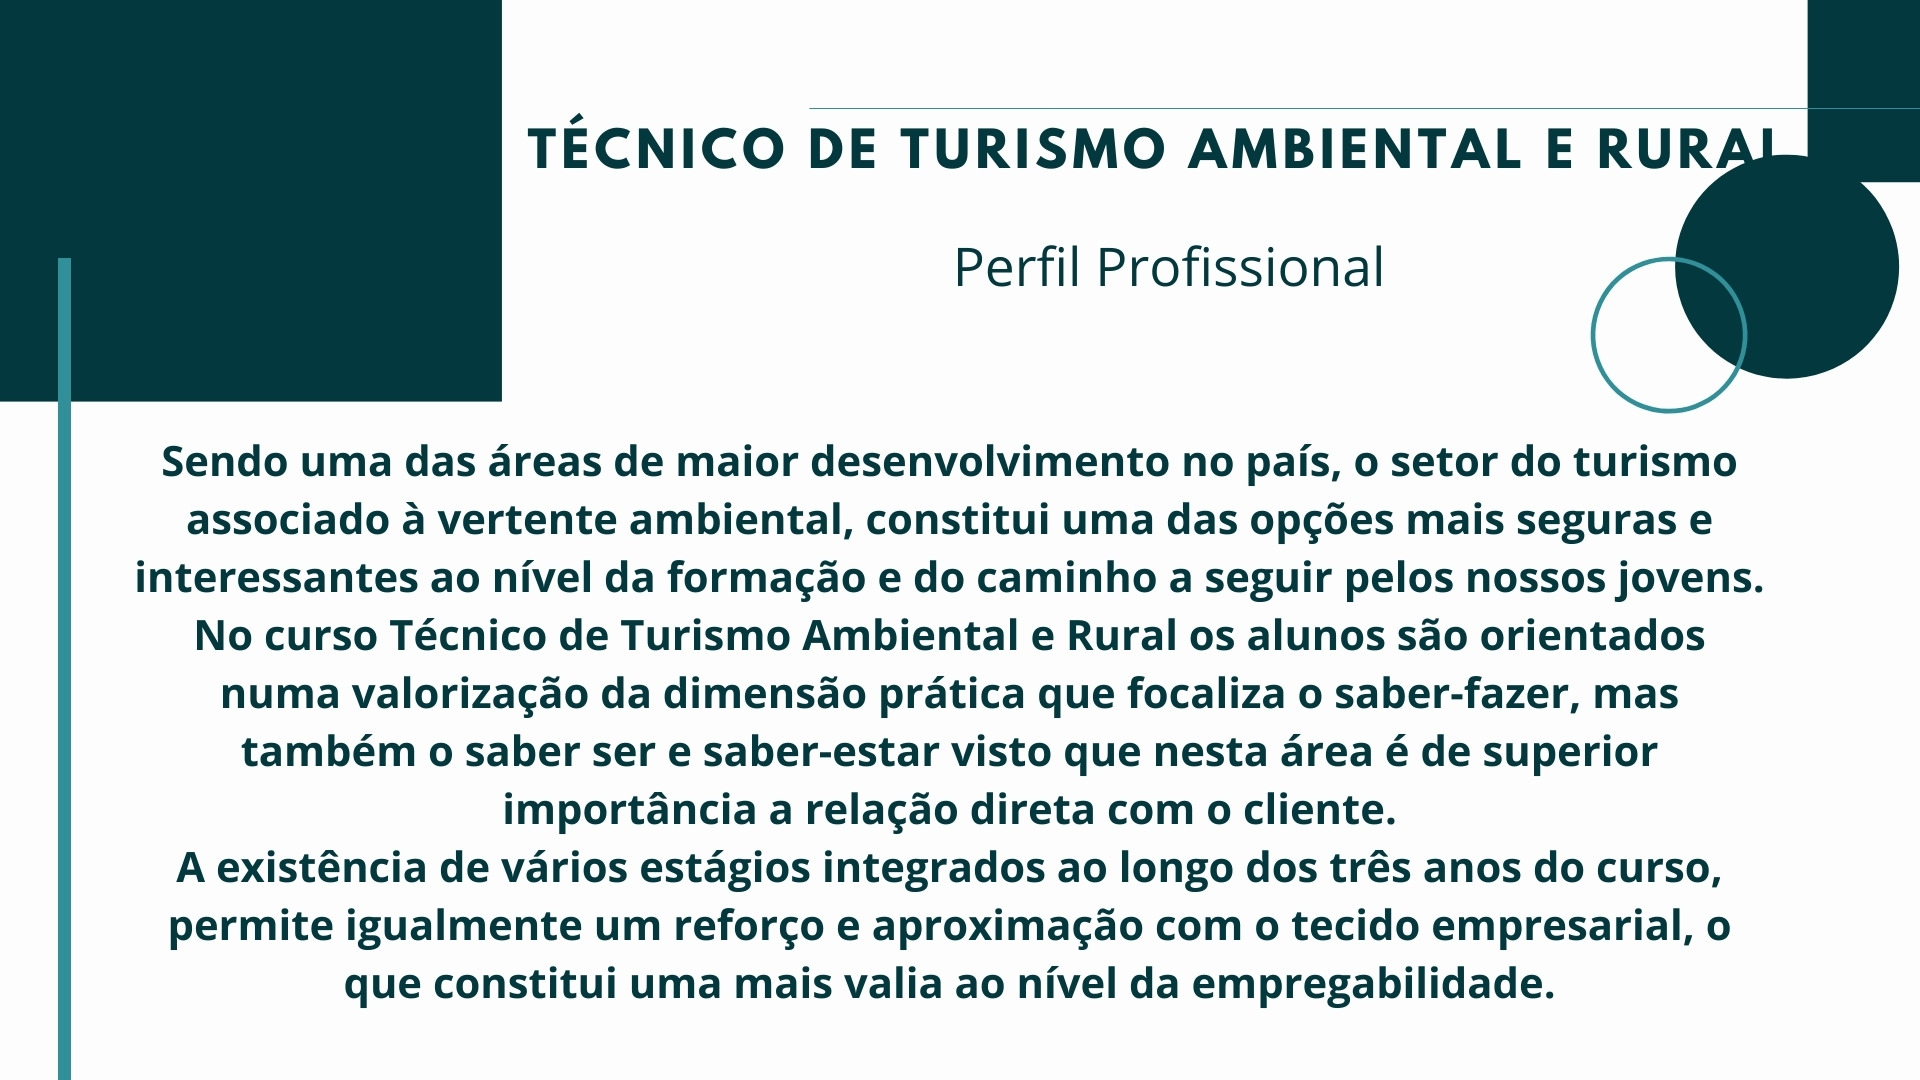 TÉCNICO DE TURISMO AMBIENTAL E RURAL
Perfil Profissional
Sendo uma das áreas de maior desenvolvimento no país, o setor do turismo
associado à vertente ambiental, constitui uma das opções mais seguras e
interessantes ao nível da formação e do caminho a seguir pelos nossos jovens.
No curso Técnico de Turismo Ambiental e Rural os alunos são orientados
numa valorização da dimensão prática que focaliza o saber-fazer, mas
também o saber ser e saber-estar visto que nesta área é de superior
importância a relação direta com o cliente.
A existência de vários estágios integrados ao longo dos três anos do curso,
permite igualmente um reforço e aproximação com o tecido empresarial, o
que constitui uma mais valia ao nível da empregabilidade.